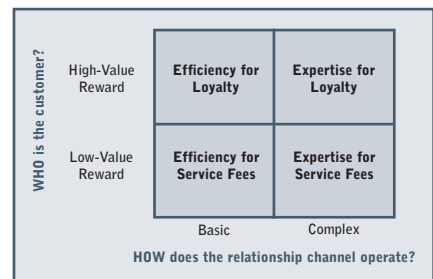 WHO is the customer?
High-Value
Reward
Efficiency for
Loyalty
Expertise for
Loyalty
Low-Value
Reward
Efficiency for
Service Fees
Expertise for
Service Fees
Basic
Complex
HOW does the relationship channel operate?